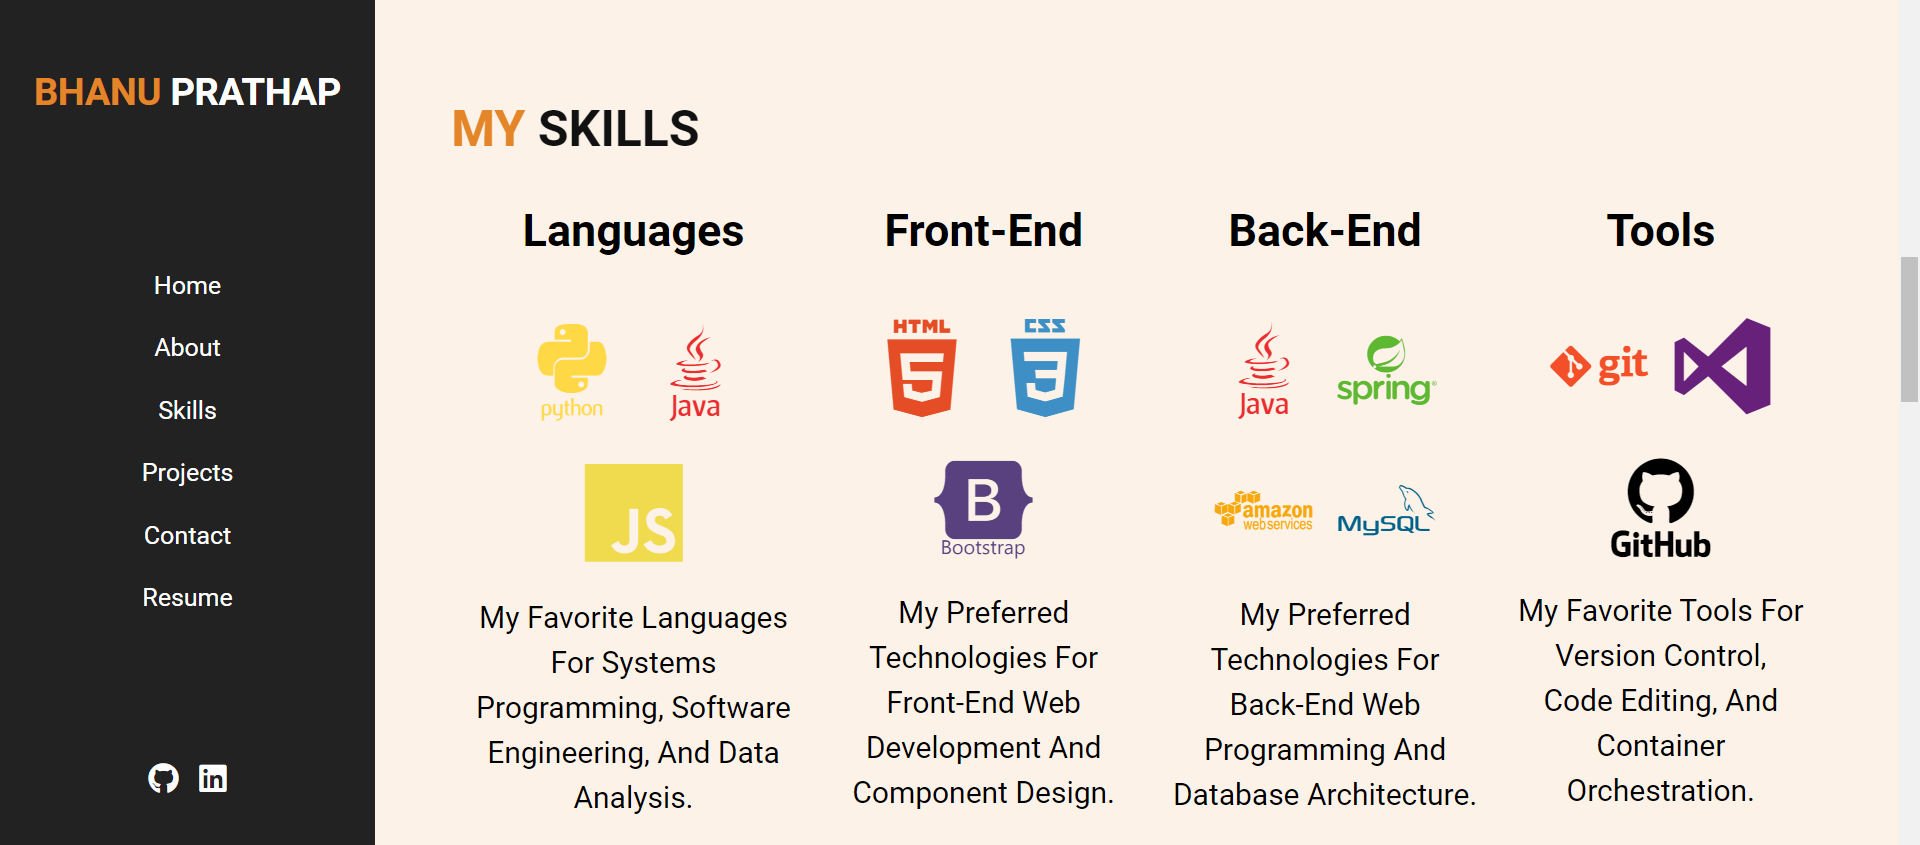 BHANU PRATHAP
Home
About
Skills
Projects
Contact
Resume
in
MY SKILLS
Languages
python
Java
JS
My Favorite Languages
For Systems
Programming, Software
Engineering, And Data
Analysis.
Front-End
HTML
5
CSS
3
B
Bootstrap
My Preferred
Technologies For
Front-End Web
Development And
Component Design.
Back-End
Java
spring®
amazon
webservices
MySQL
My Preferred
Technologies For
Back-End Web
Programming And
Database Architecture.
Tools
git
GitHub
My Favorite Tools For
Version Control,
Code Editing, And
Container
Orchestration.